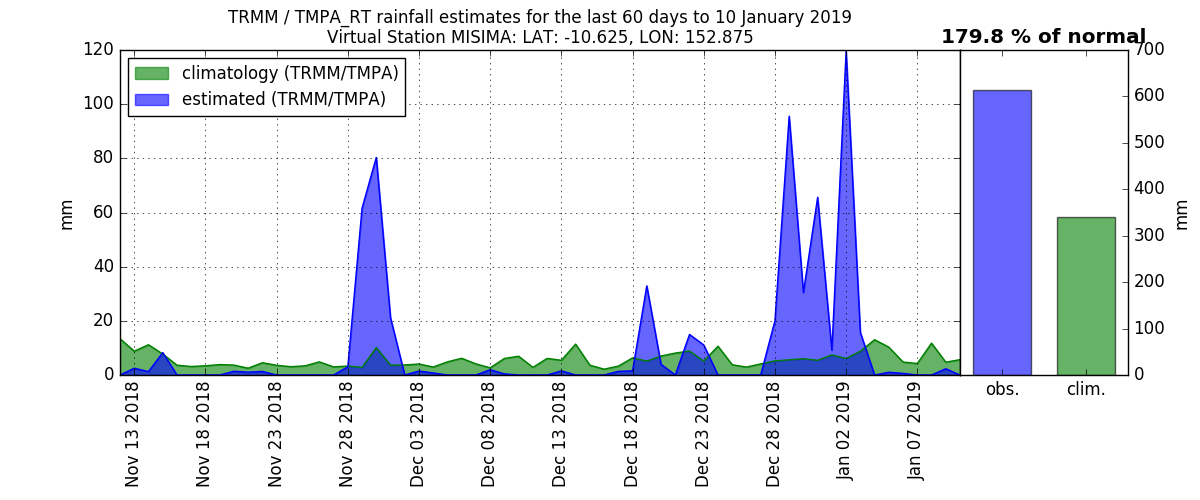 TRMM / TMPA_RT rainfall estimates for the last 60 days to 10 January 2019
Virtual Station MISIMA: LAT: -10.625, LON: 152.875
179.8 % of normal
climatology (TRMM/TMPA)
estimated (TRMM/TMPA)
mm
120
100
80
60
40
20
0
Nov 13 2018
Nov 18 2018
Nov 23 2018
Nov 28 2018
Dec 03 2018
Dec 08 2018
Dec 13 2018
Dec 18 2018
Dec 23 2018
Dec 28 2018
Jan 02 2019
Jan 07 2019
obs.
clim.
700
600
500
400
300
200
100
0
mm